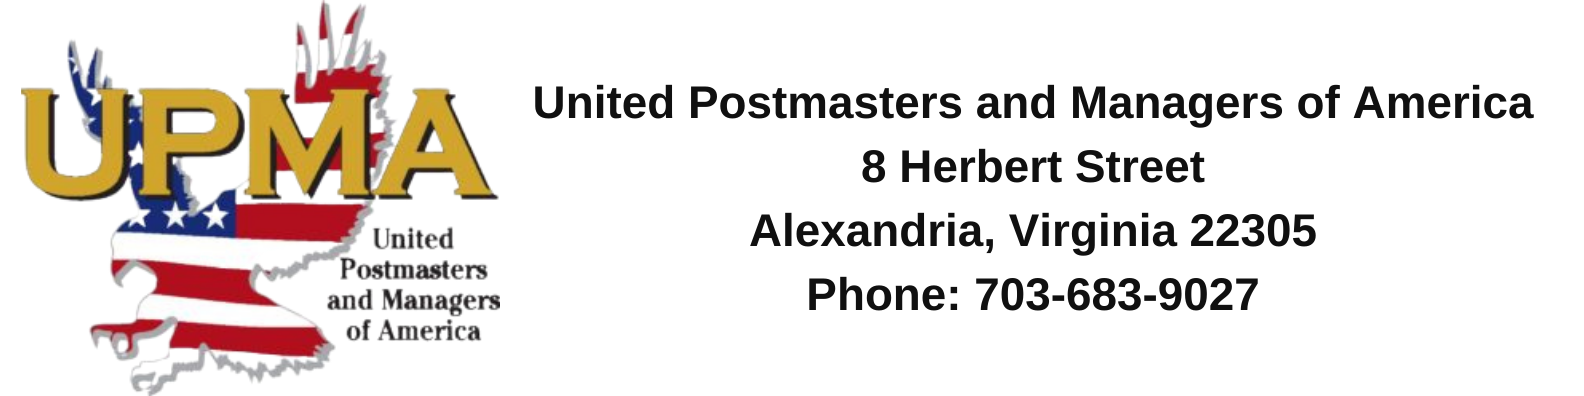 UPMA
United
Postmasters
and Managers
of America
United Postmasters and Managers of America
8 Herbert Street
Alexandria, Virginia 22305
Phone: 703-683-9027